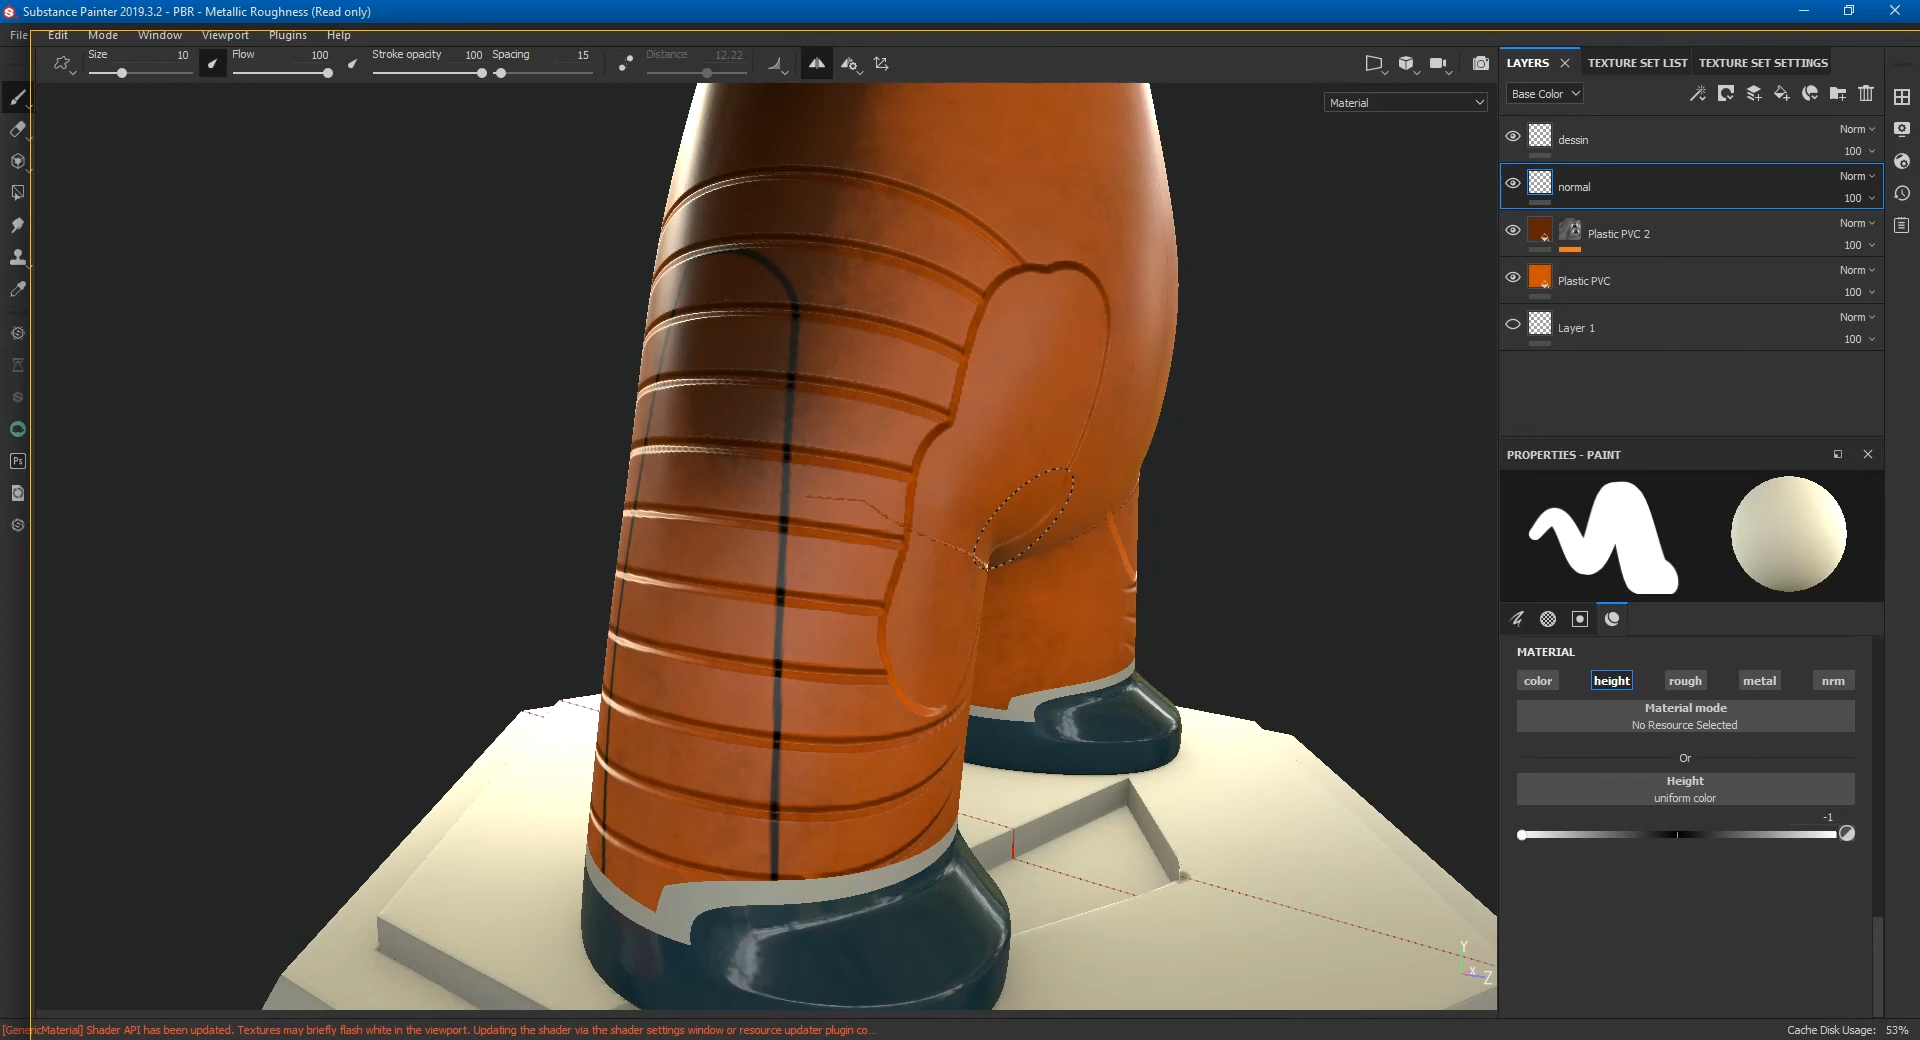 Substance Painter 2019.3.2 - PBR - Metallic Roughness (Read only)
File Edit Mode Window Viewport Plugins Help
Size 10 Flow 100 Stroke opacity 100 Spacing 15 Distance 12.22
Material
LAYERS TEXTURE SET LIST TEXTURE SET SETTINGS
Base Color
dessin Norm 100
normal Norm 100
Plastic PVC 2 Norm 100
Plastic PVC Norm 100
Layer 1 Norm 100
Ps
PROPERTIES - PAINT
MATERIAL
color height rough metal nrm
Material mode
No Resource Selected
Or
Height
uniform color
-1
Y
X
Z
[GenericMaterial] Shader API has been updated. Textures may briefly flash white in the viewport. Updating the shader via the shader settings window or resource updater plugin co...
Cache Disk Usage: 53%